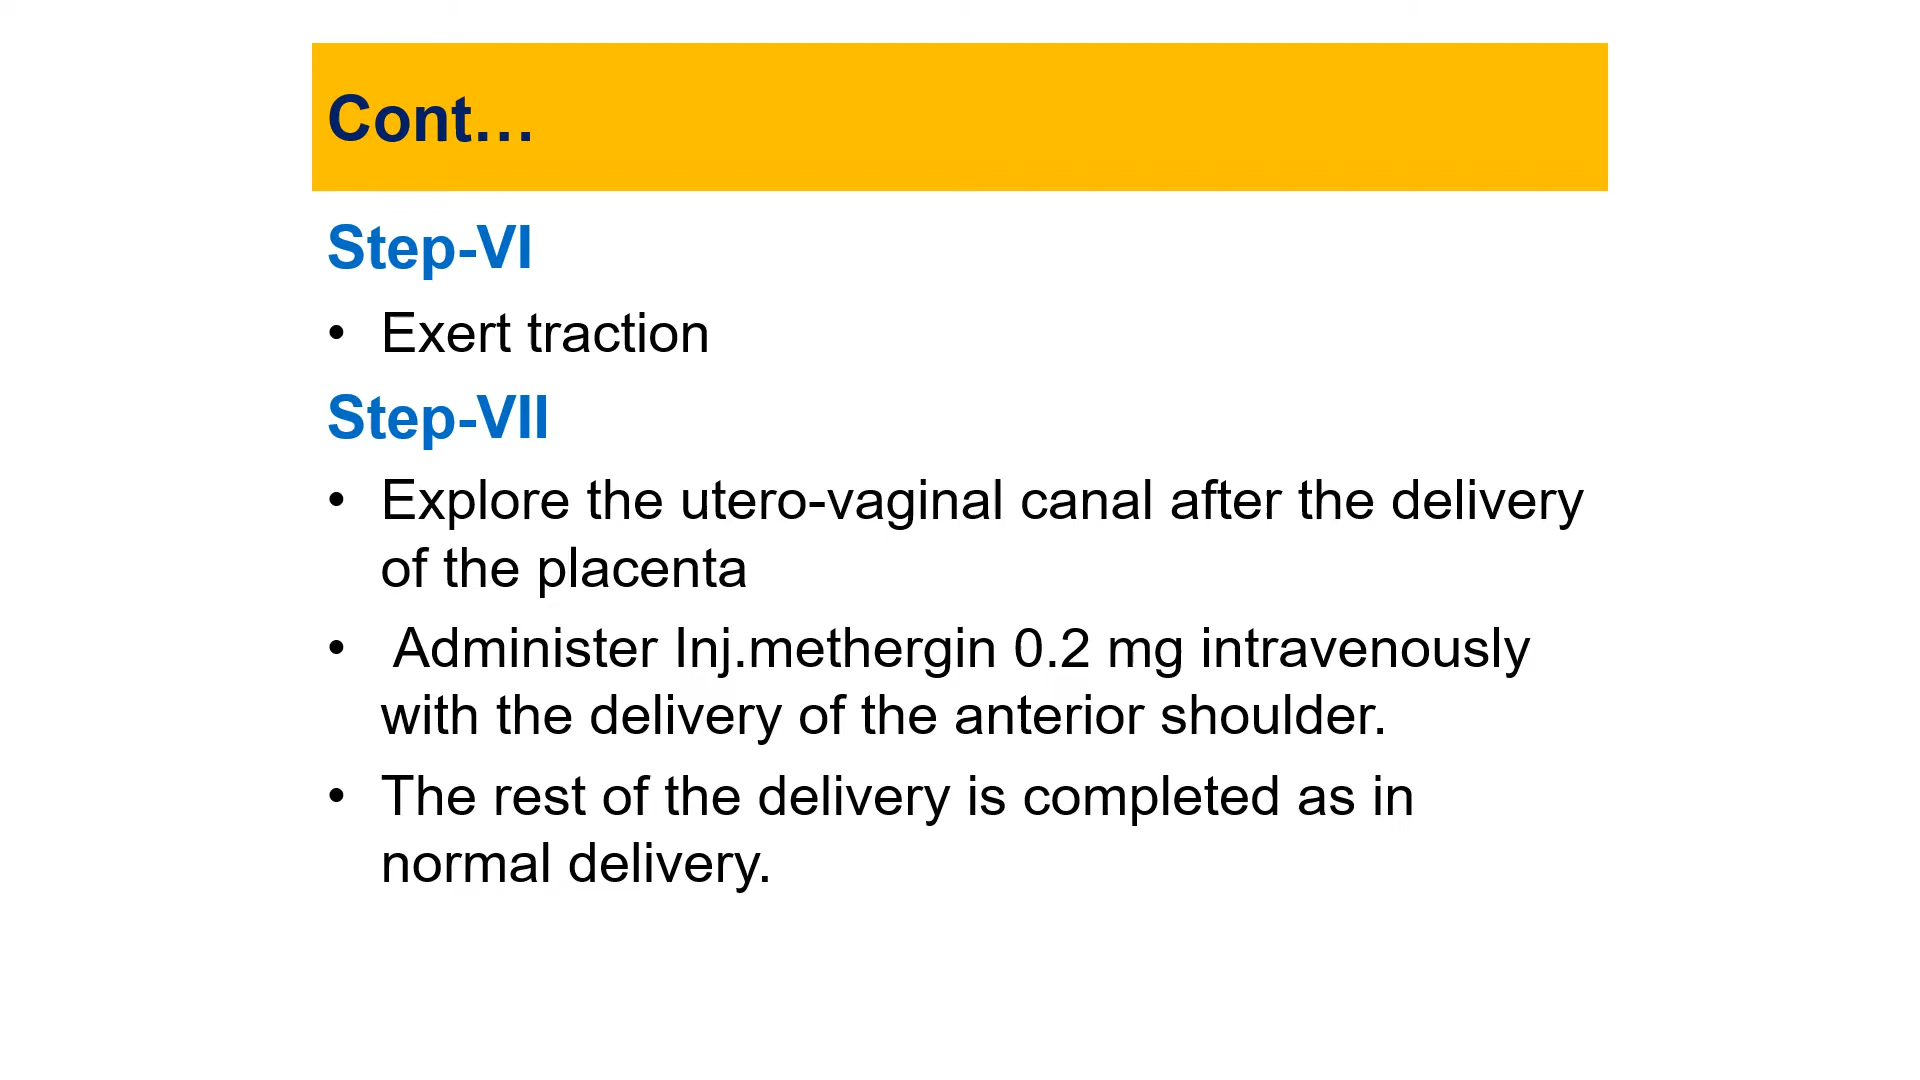 Cont…
Step-VI
• Exert traction
Step-VII
• Explore the utero-vaginal canal after the delivery
of the placenta
• Administer Inj.methergin 0.2 mg intravenously
with the delivery of the anterior shoulder.
• The rest of the delivery is completed as in
normal delivery.